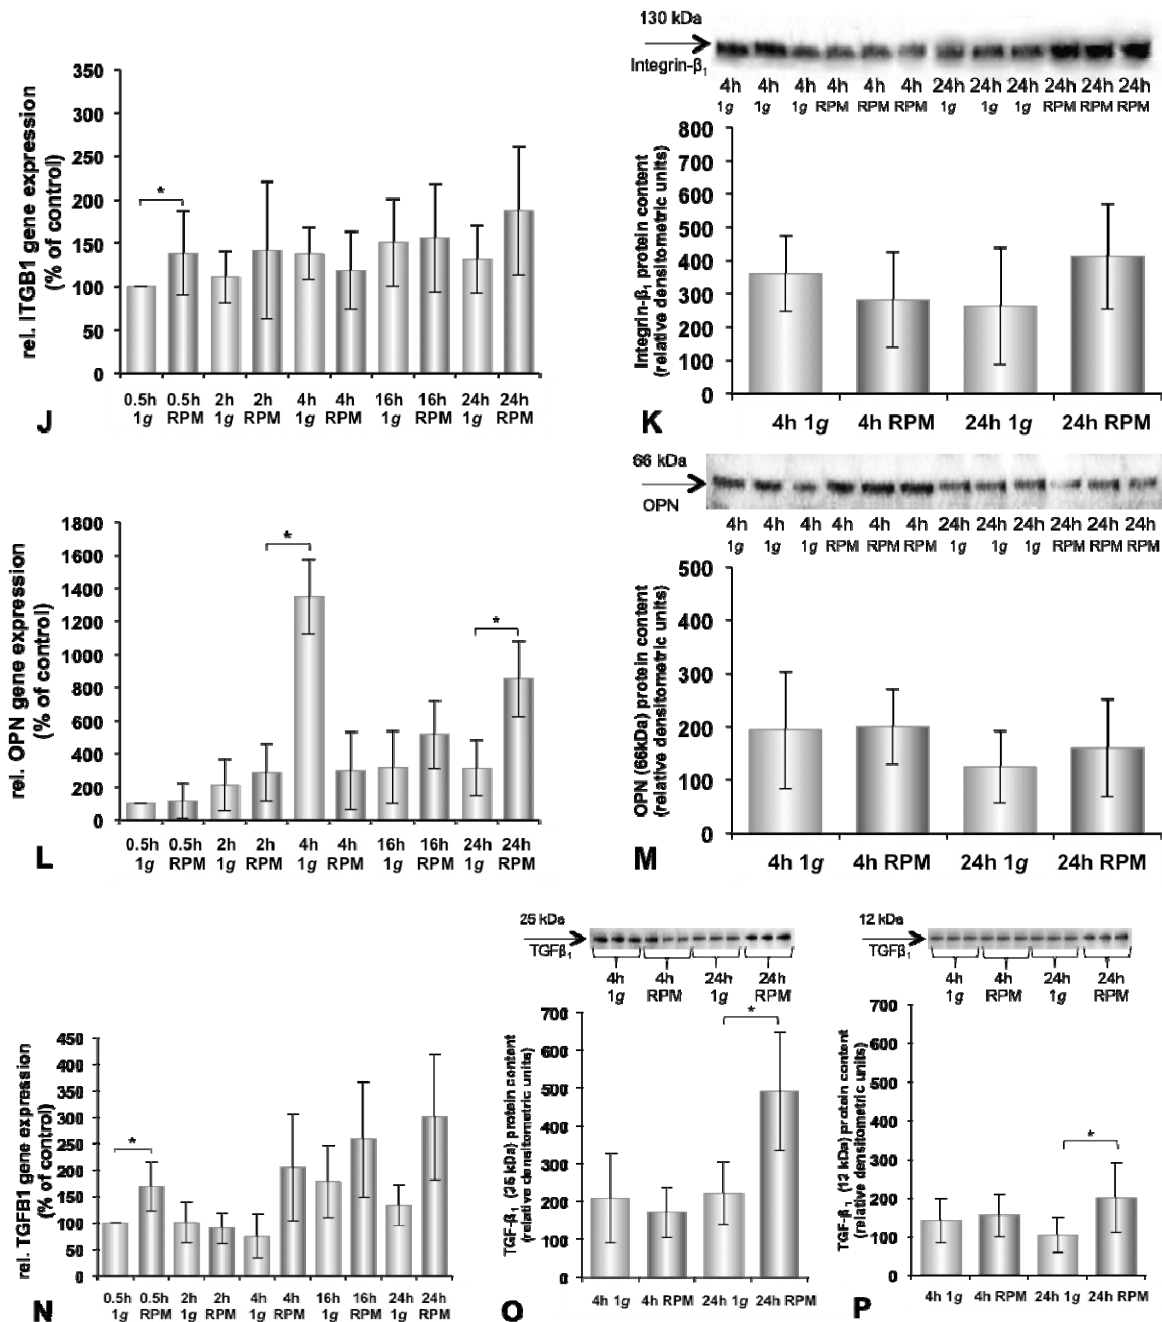 350
300
250
200
150
100
50
0
rel. ITGB1 gene expression
(% of control)
*
0.5h 0.5h 2h 2h 4h 4h 16h 16h 24h 24h
1g RPM 1g RPM 1g RPM 1g RPM 1g RPM
J
130 kDa
Integrin-β1
4h 4h 4h 4h 4h 4h 24h 24h 24h 24h 24h 24h
1g 1g 1g RPM RPM RPM 1g 1g 1g RPM RPM RPM
800
700
600
500
400
300
200
100
0
Integrin-β1 protein content
(relative densitometric units)
4h 1g 4h RPM 24h 1g 24h RPM
K
1800
1600
1400
1200
1000
800
600
400
200
0
rel. OPN gene expression
(% of control)
*
*
0.5h 0.5h 2h 2h 4h 4h 16h 16h 24h 24h
1g RPM 1g RPM 1g RPM 1g RPM 1g RPM
L
66 kDa
OPN
4h 4h 4h 4h 4h 4h 24h 24h 24h 24h 24h 24h
1g 1g 1g RPM RPM RPM 1g 1g 1g RPM RPM RPM
500
400
300
200
100
0
OPN (66kDa) protein content
(relative densitometric units)
4h 1g 4h RPM 24h 1g 24h RPM
M
450
400
350
300
250
200
150
100
50
0
rel. TGFB1 gene expression
(% of control)
*
0.5h 0.5h 2h 2h 4h 4h 16h 16h 24h 24h
1g RPM 1g RPM 1g RPM 1g RPM 1g RPM
N
25 kDa
TGFβ1
4h 4h 24h 24h
1g RPM 1g RPM
700
600
500
400
300
200
100
0
TGF-β1 (25 kDa) protein content
(relative densitometric units)
*
4h 1g 4h RPM 24h 1g 24h RPM
O
12 kDa
TGFβ1
4h 4h 24h 24h
1g RPM 1g RPM
700
600
500
400
300
200
100
0
TGF-β1 (12 kDa) protein content
(relative densitometric units)
*
4h 1g 4h RPM 24h 1g 24h RPM
P